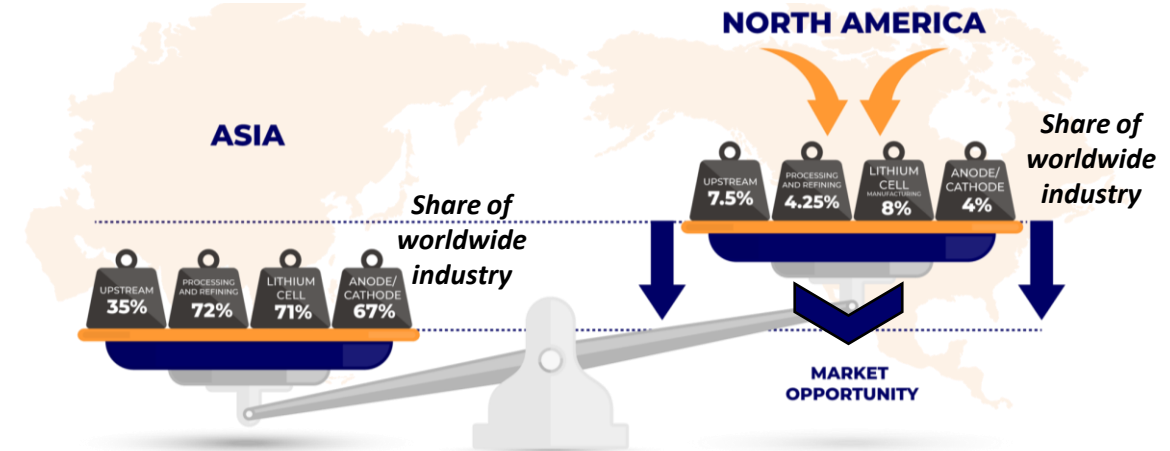 NORTH AMERICA
ASIA
Share of
worldwide
industry
UPSTREAM
7.5%
PROCESSING
AND REFINING
4.25%
LITHIUM
CELL
MANUFACTURING
8%
ANODE/
CATHODE
4%
Share of
worldwide
industry
UPSTREAM
35%
PROCESSING
AND REFINING
72%
LITHIUM
CELL
71%
ANODE/
CATHODE
67%
MARKET
OPPORTUNITY